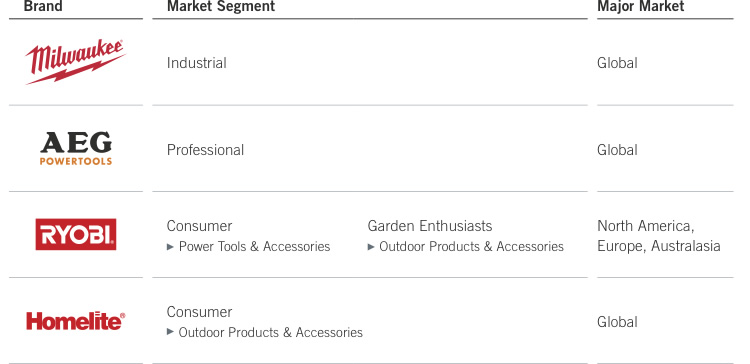 Brand Market Segment Major Market
Milwaukee® Industrial Global
AEG
POWERTOOLS
Professional Global
RYOBI® Consumer Garden Enthusiasts North America,
▶ Power Tools & Accessories ▶ Outdoor Products & Accessories Europe, Australasia
Homelite® Consumer Global
▶ Outdoor Products & Accessories